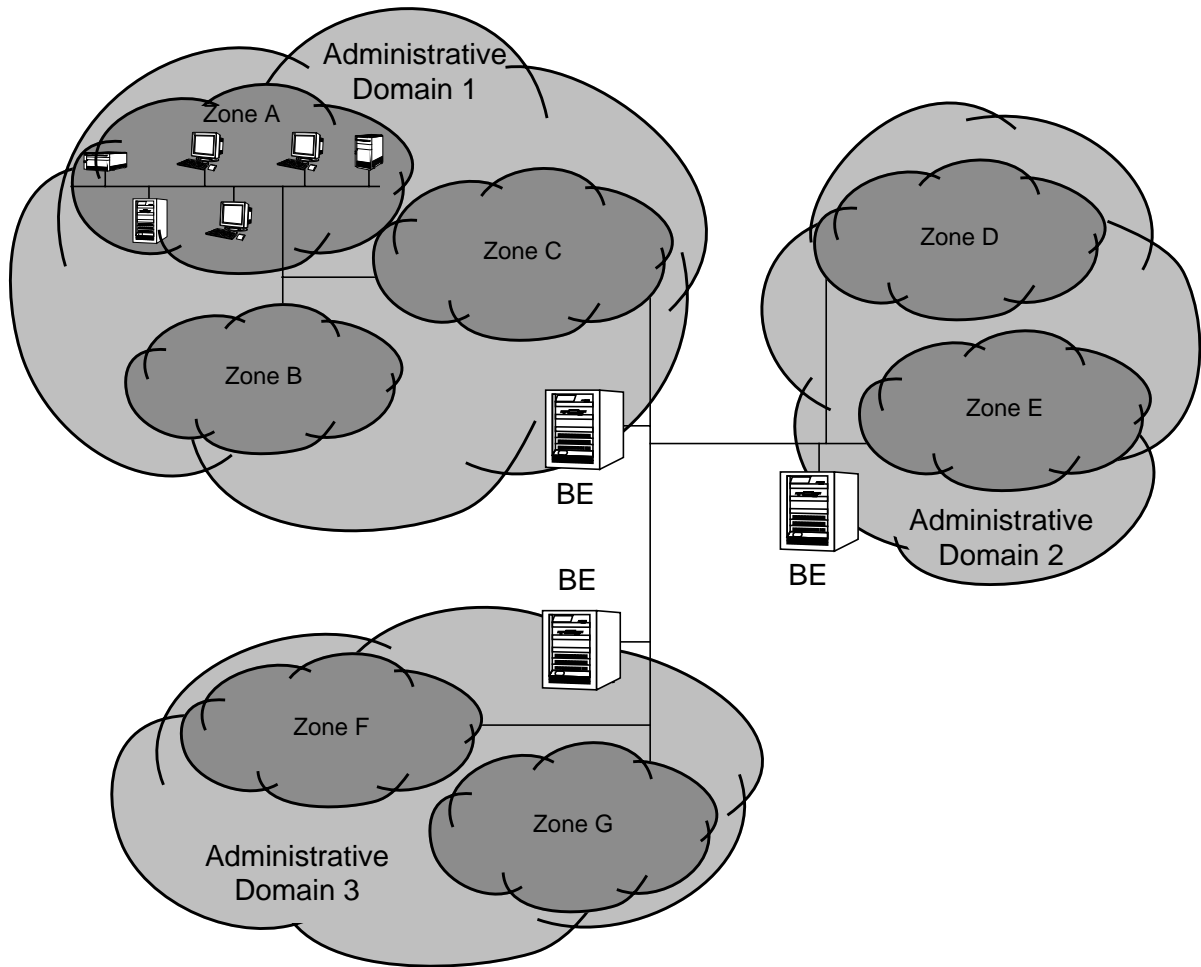 Administrative
Domain 1
Zone A
Zone C
Zone B
BE
Zone D
Zone E
BE
Administrative
Domain 2
BE
Zone F
Zone G
Administrative
Domain 3